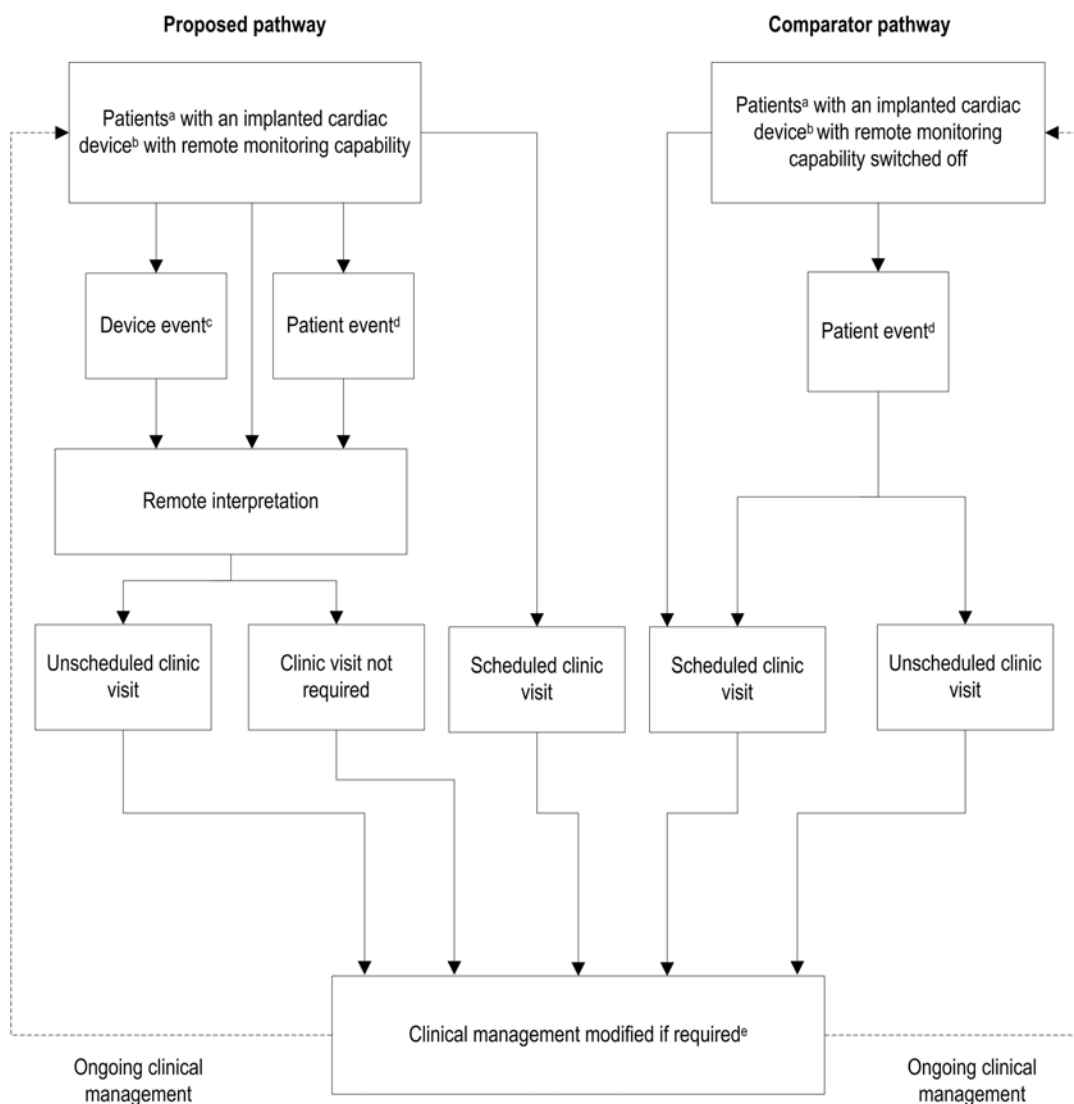 Proposed pathway
Comparator pathway
Patientsᵃ with an implanted cardiac
deviceᵇ with remote monitoring capability
Patientsᵃ with an implanted cardiac
deviceᵇ with remote monitoring
capability switched off
Device eventᶜ
Patient eventᵈ
Patient eventᵈ
Remote interpretation
Unscheduled clinic
visit
Clinic visit not
required
Scheduled clinic
visit
Scheduled clinic
visit
Unscheduled clinic
visit
Clinical management modified if requiredᵉ
Ongoing clinical
management
Ongoing clinical
management